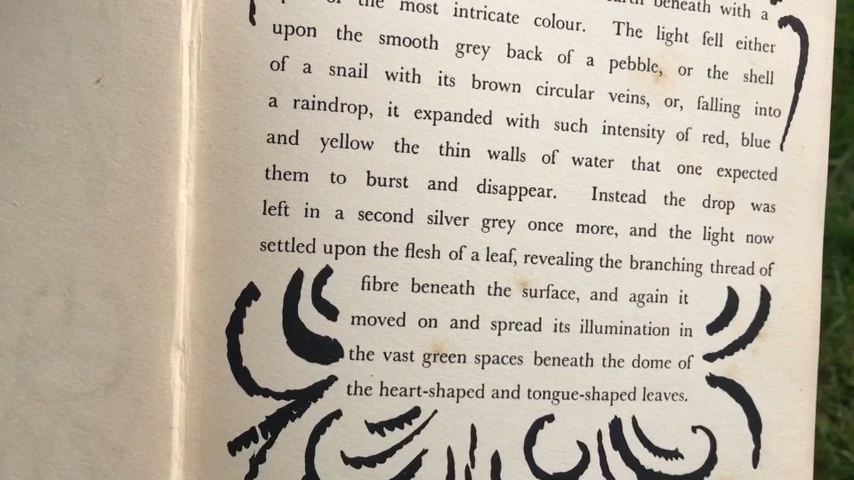 beneath with a
of the most intricate colour. The light fell either
upon the smooth grey back of a pebble, or the shell
of a snail with its brown circular veins, or, falling into
a raindrop, it expanded with such intensity of red, blue
and yellow the thin walls of water that one expected
them to burst and disappear. Instead the drop was
left in a second silver grey once more, and the light now
settled upon the flesh of a leaf, revealing the branching thread of
fibre beneath the surface, and again it
moved on and spread its illumination in
the vast green spaces beneath the dome of
the heart-shaped and tongue-shaped leaves.